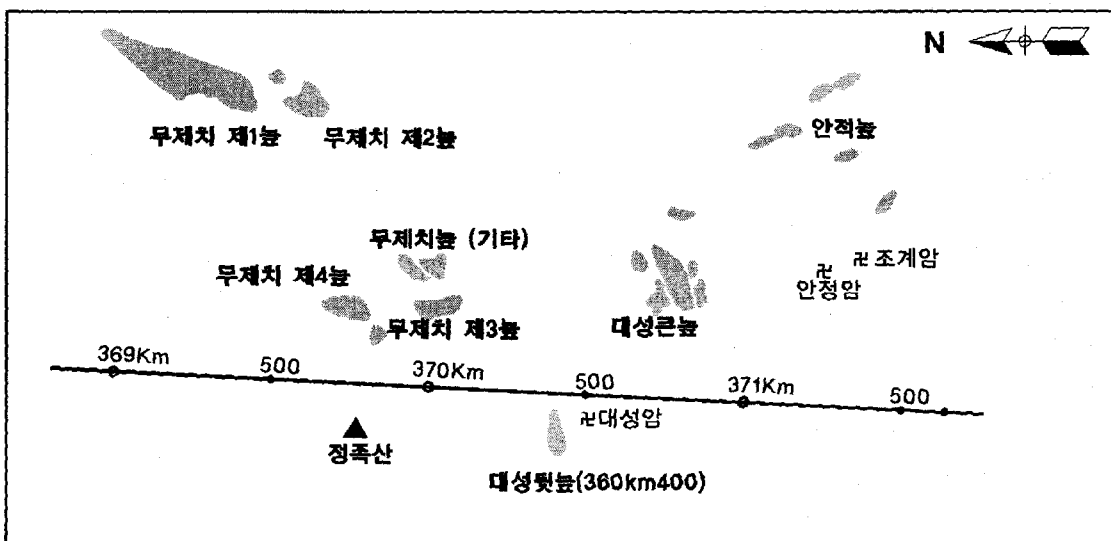 N
무제치 제1늪
무제치 제2늪
안적늪
무제치늪 (기타)
무제치 제4늪
卍 조계암
卍
안정암
무제치 제3늪
대성큰늪
369Km
500
370Km
500
371Km
500
卍대성암
정족산
대성뒷늪(360km400)